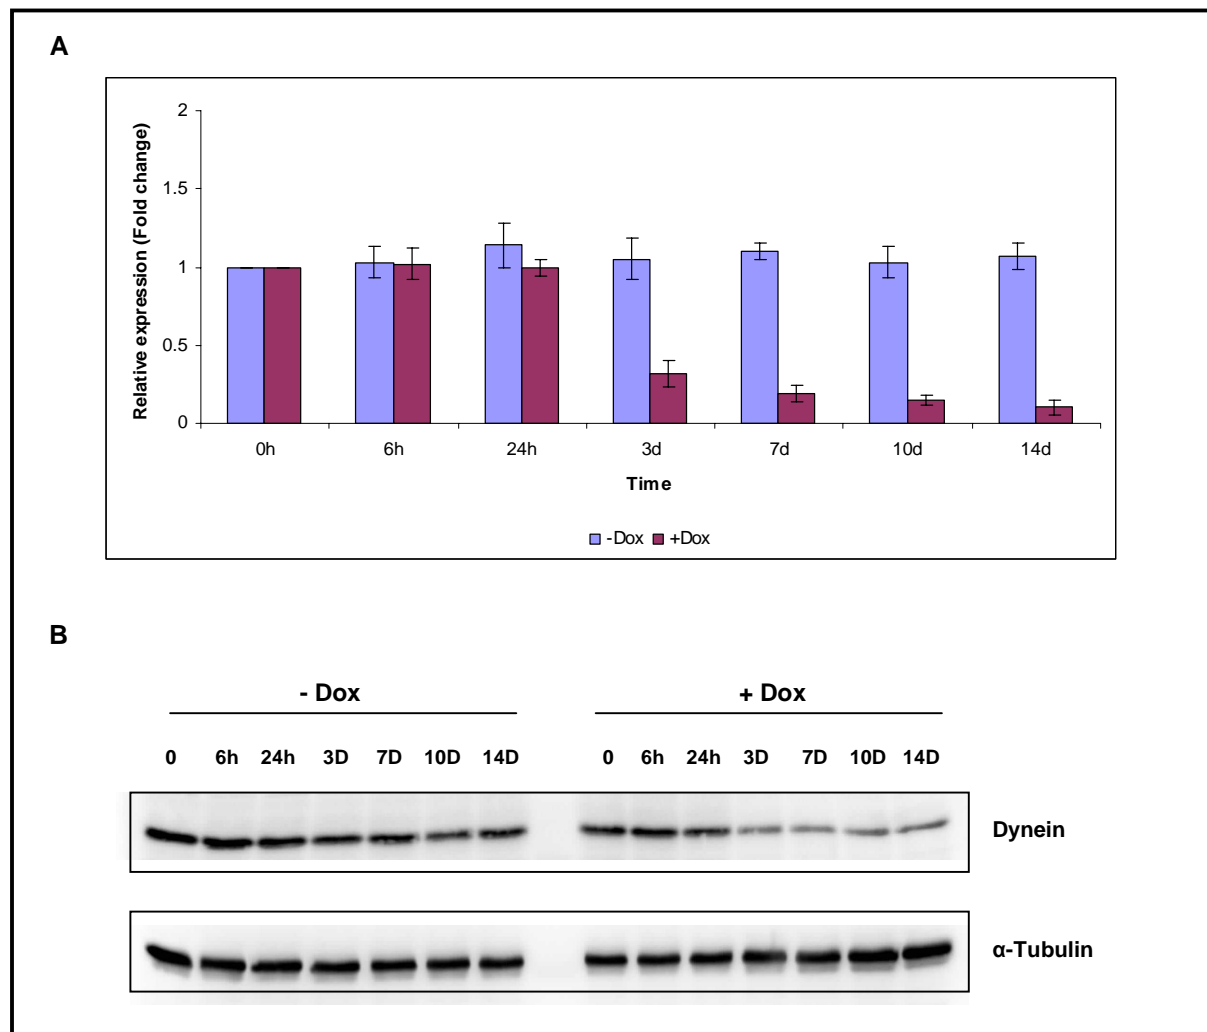 A
Relative expression (Fold change)
2
1.5
1
0.5
0
0h 6h 24h 3d 7d 10d 14d
Time
-Dox +Dox
B
- Dox + Dox
0 6h 24h 3D 7D 10D 14D 0 6h 24h 3D 7D 10D 14D
Dynein
α-Tubulin